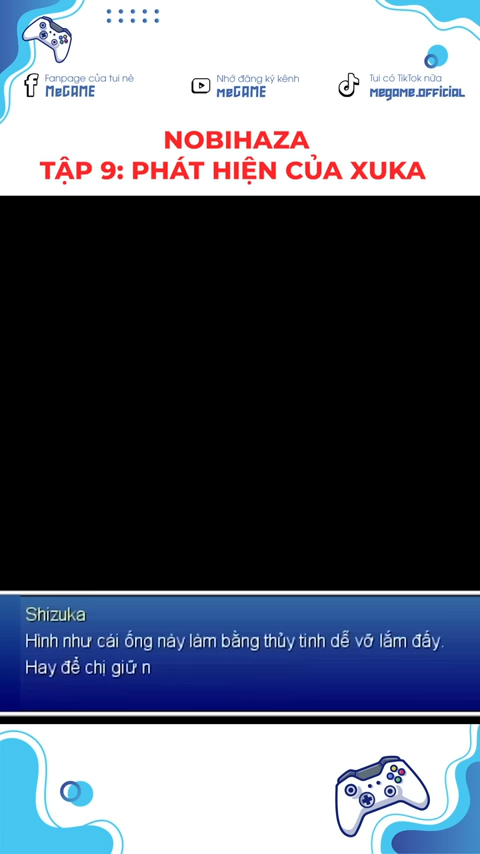 Fanpage của tui nè
MeGAME
Nhớ đăng ký kênh
MeGAME
Tui có TikTok nữa
MeGAME.OFFICIAL
NOBIHAZA
TẬP 9: PHÁT HIỆN CỦA XUKA
Shizuka
Hình như cái ống này làm bằng thủy tinh dễ vỡ lắm đấy.
Hay để chị giữ n